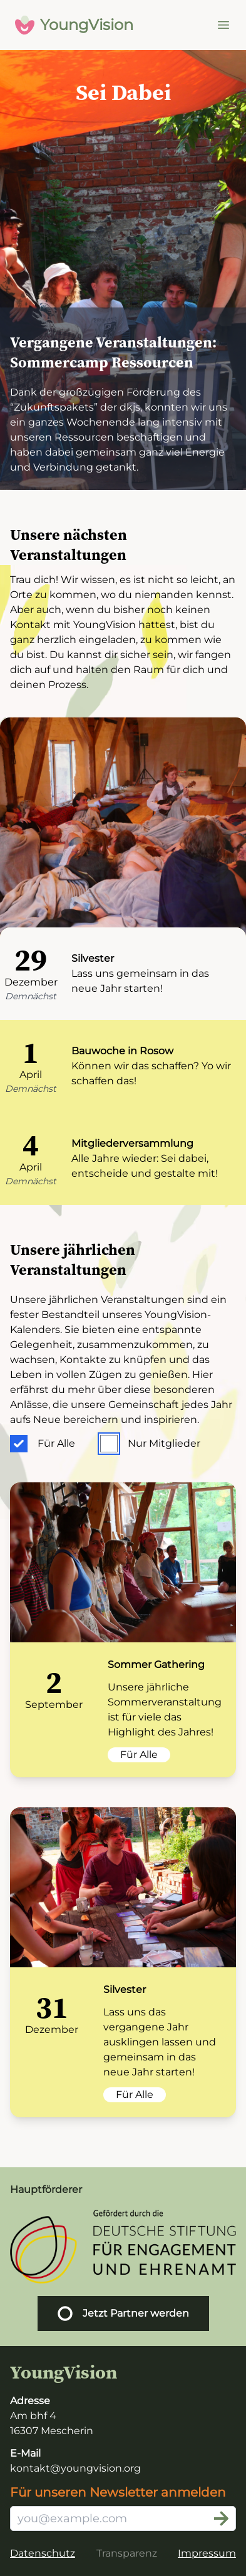 YoungVision
Sei Dabei
Vergangene Veranstaltungen:
Sommercamp Ressourcen
Dank der großzügigen Förderung des
"Zukunftspakets" der dkjs, konnten wir uns
ein ganzes Wochenende lang intensiv mit
unseren Ressourcen beschäftigen und
haben dabei gemeinsam ganz viel Energie
und Verbindung getankt.
Unsere nächsten
Veranstaltungen
Trau dich! Wir wissen, es ist nicht so leicht, an
Orte zu kommen, wo du niemanden kennst.
Aber auch, wenn du bisher noch keinen
Kontakt mit YoungVision hattest, bist du
ganz herzlich eingeladen, zu kommen wie
du bist. Du kannst dir sicher sein, wir fangen
dich auf und halten den Raum für dich und
deinen Prozess.
29
Dezember
Demnächst
Silvester
Lass uns gemeinsam in das
neue Jahr starten!
1
April
Demnächst
Bauwoche in Rosow
Können wir das schaffen? Yo wir
schaffen das!
4
April
Demnächst
Mitgliederversammlung
Alle Jahre wieder: Sei dabei,
entscheide und gestalte mit!
Unsere jährlichen
Veranstaltungen
Unsere jährlichen Veranstaltungen sind ein
fester Bestandteil unseres YoungVision-
Kalenders. Sie bieten eine entspannte
Gelegenheit, zusammenzukommen, zu
wachsen, Kontakte zu knüpfen und das
Leben in vollen Zügen zu genießen. Hier
erfährst du mehr über diese besonderen
Anlässe, die unsere Gemeinschaft jedes Jahr
aufs Neue bereichern und inspirieren.
Für Alle
Nur Mitglieder
2
September
Sommer Gathering
Unsere jährliche
Sommerveranstaltung
ist für viele das
Highlight des Jahres!
Für Alle
31
Dezember
Silvester
Lass uns das
vergangene Jahr
ausklingen lassen und
gemeinsam in das
neue Jahr starten!
Für Alle
Hauptförderer
Gefördert durch die
DEUTSCHE STIFTUNG
FÜR ENGAGEMENT
UND EHRENAMT
Jetzt Partner werden
YoungVision
Adresse
Am bhf 4
16307 Mescherin
E-Mail
kontakt@youngvision.org
Für unseren Newsletter anmelden
you@example.com
Datenschutz
Transparenz
Impressum